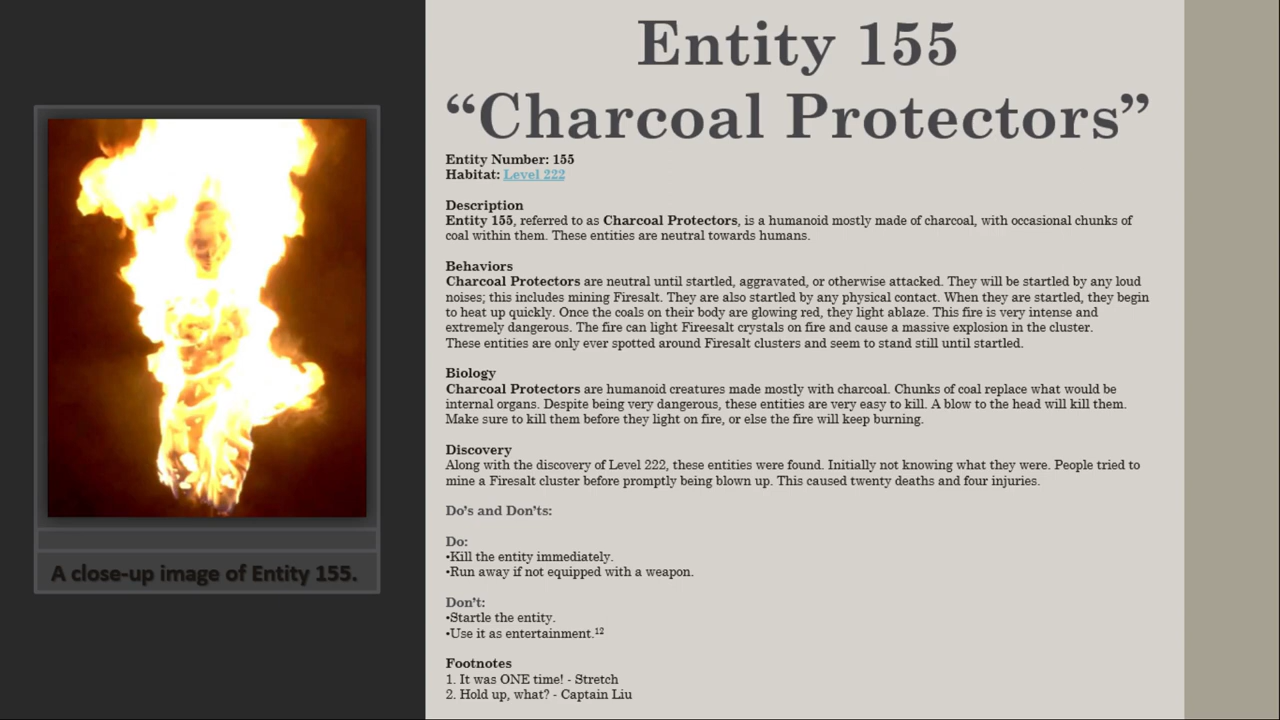 Entity 155
“Charcoal Protectors”
Entity Number: 155
Habitat: Level 222
Description
Entity 155, referred to as Charcoal Protectors, is a humanoid mostly made of charcoal, with occasional chunks of
coal within them. These entities are neutral towards humans.
Behaviors
Charcoal Protectors are neutral until startled, aggravated, or otherwise attacked. They will be startled by any loud
noises; this includes mining Firesalt. They are also startled by any physical contact. When they are startled, they begin
to heat up quickly. Once the coals on their body are glowing red, they light ablaze. This fire is very intense and
extremely dangerous. The fire can light Fireesalt crystals on fire and cause a massive explosion in the cluster.
These entities are only ever spotted around Firesalt clusters and seem to stand still until startled.
Biology
Charcoal Protectors are humanoid creatures made mostly with charcoal. Chunks of coal replace what would be
internal organs. Despite being very dangerous, these entities are very easy to kill. A blow to the head will kill them.
Make sure to kill them before they light on fire, or else the fire will keep burning.
Discovery
Along with the discovery of Level 222, these entities were found. Initially not knowing what they were. People tried to
mine a Firesalt cluster before promptly being blown up. This caused twenty deaths and four injuries.
Do’s and Don’ts:
Do:
•Kill the entity immediately.
•Run away if not equipped with a weapon.
Don’t:
•Startle the entity.
•Use it as entertainment.¹²
Footnotes
1. It was ONE time! - Stretch
2. Hold up, what? - Captain Liu
A close-up image of Entity 155.